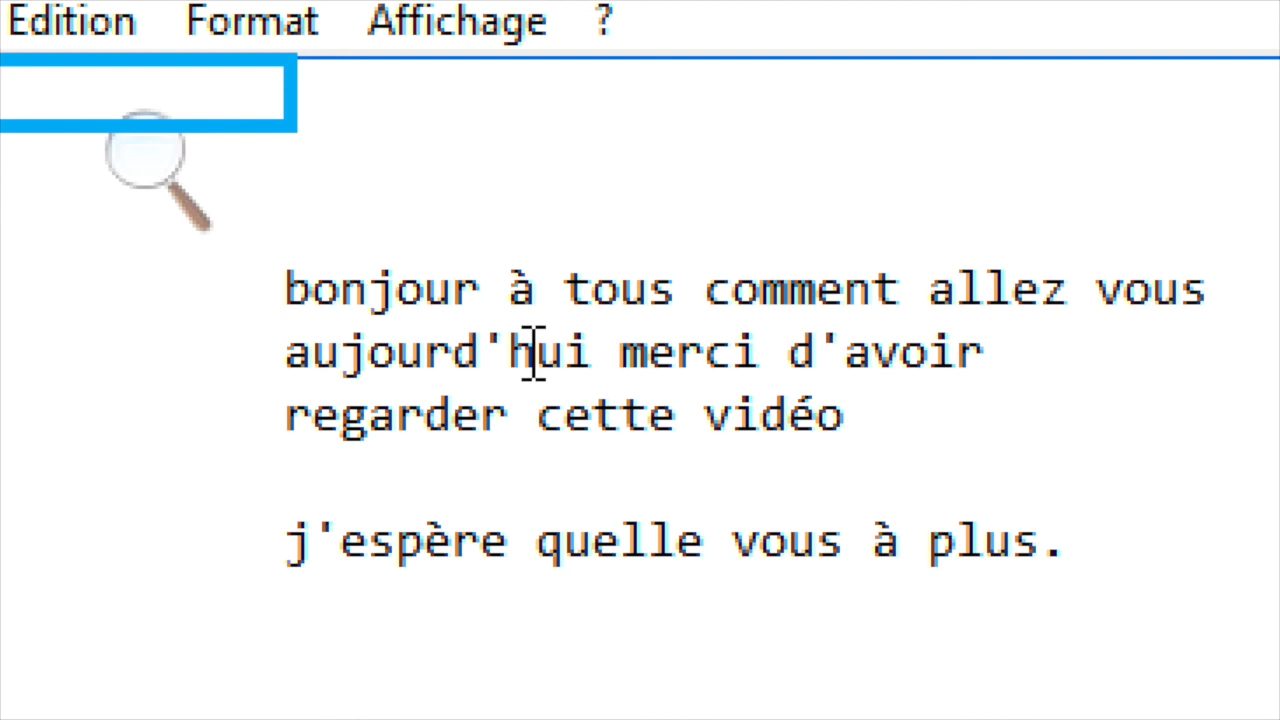 Edition Format Affichage ?
bonjour à tous comment allez vous
aujourd'hui merci d'avoir
regarder cette vidéo
j'espère quelle vous à plus.